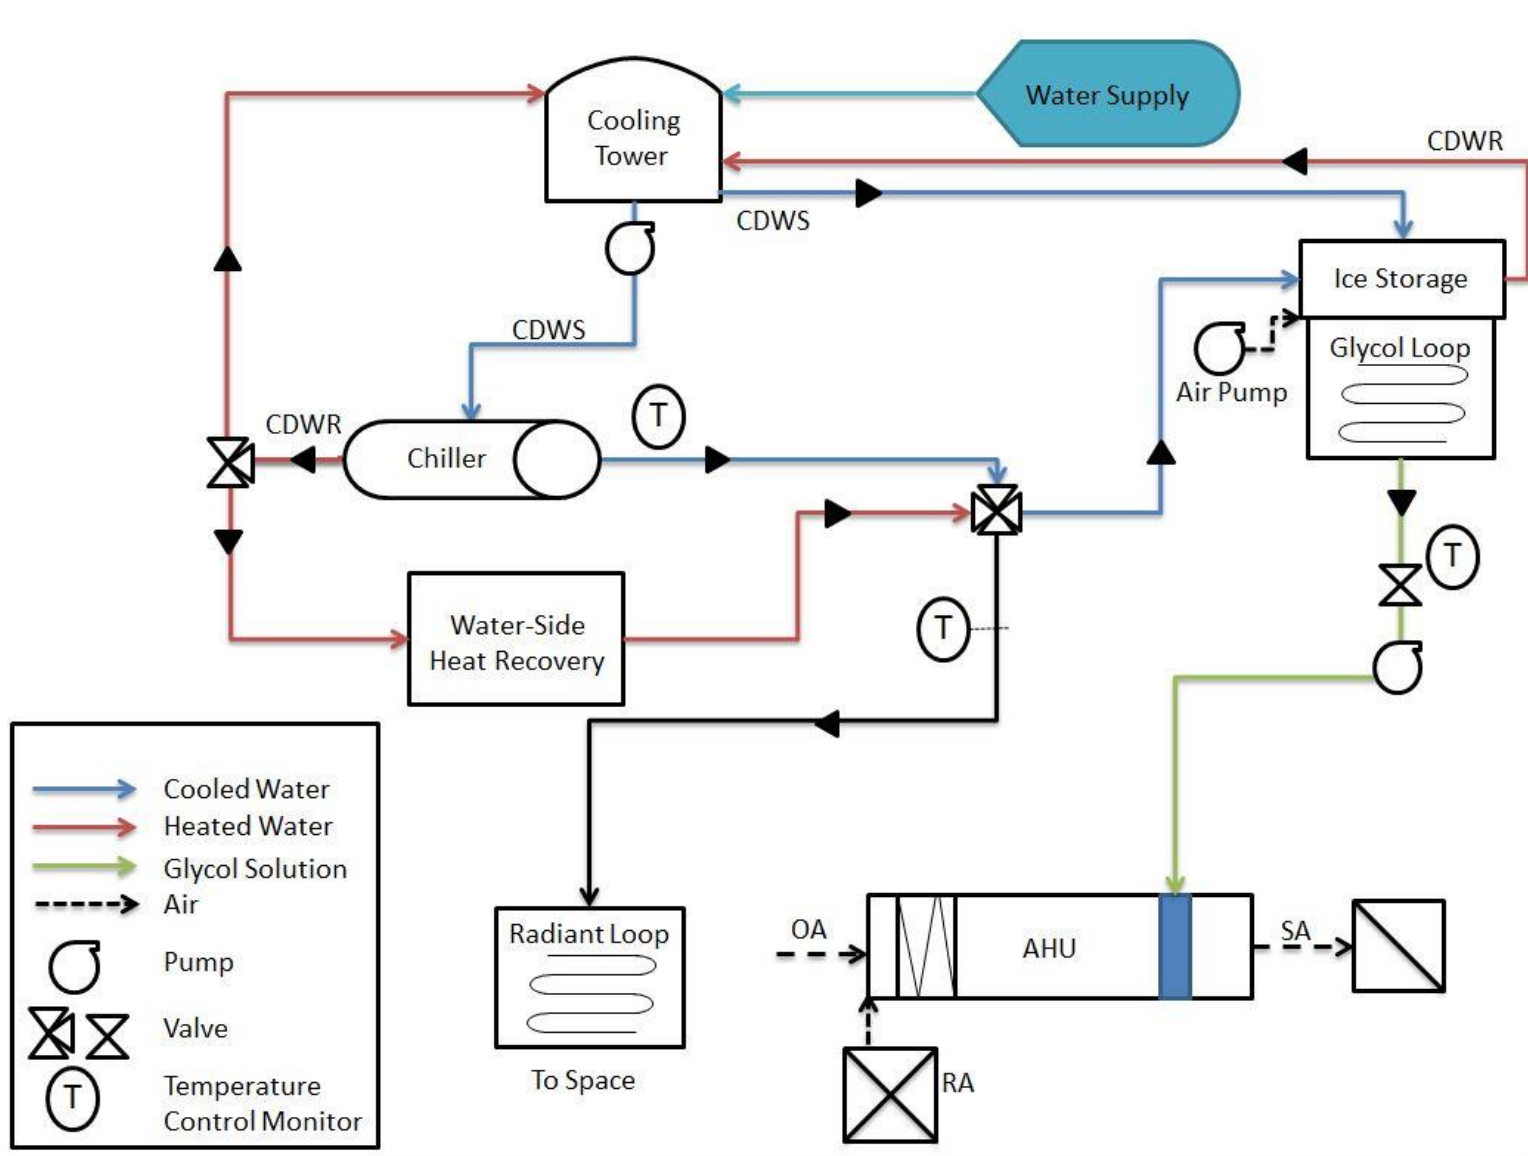 Water Supply
Cooling
Tower
CDWR
CDWS
Ice Storage
CDWS
Glycol Loop
Air Pump
T
CDWR
Chiller
T
Water-Side
Heat Recovery
T
Cooled Water
Heated Water
Glycol Solution
Air
Pump
Valve
T
Temperature
Control Monitor
Radiant Loop
To Space
OA
AHU
SA
RA